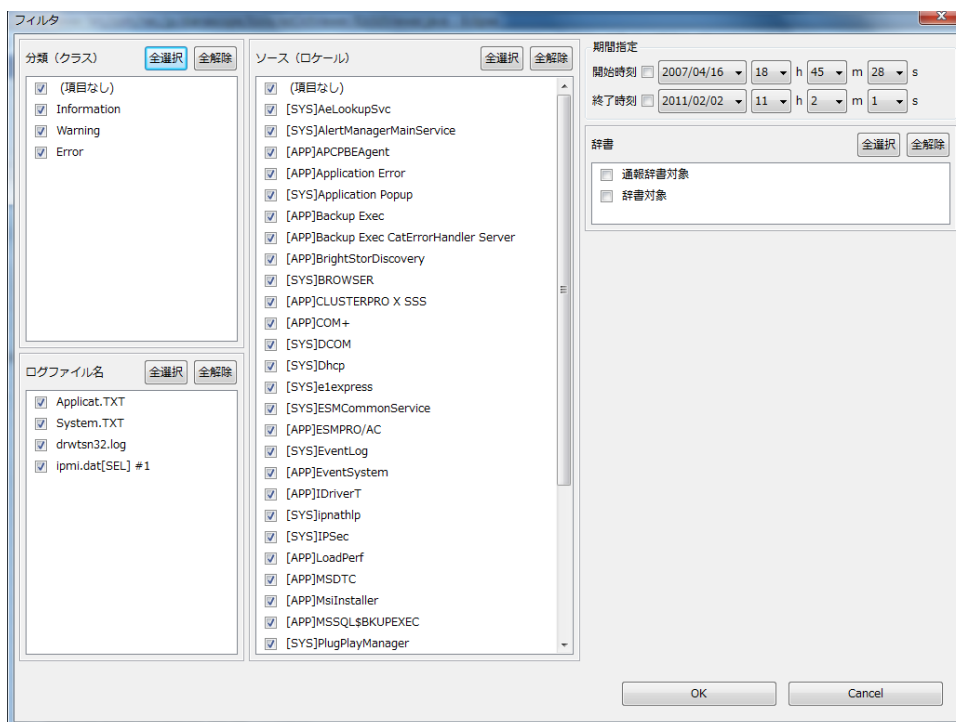 フィルタ
分類（クラス）
全選択
全解除
(項目なし)
Information
Warning
Error
ログファイル名
全選択
全解除
Applicat.TXT
System.TXT
drwtsn32.log
ipmi.dat[SEL] #1
ソース（ロケール）
全選択
全解除
(項目なし)
[SYS]AeLookupSvc
[SYS]AlertManagerMainService
[APP]APCPBEAgent
[APP]Application Error
[SYS]Application Popup
[APP]Backup Exec
[APP]Backup Exec CatErrorHandler Server
[APP]BrightStorDiscovery
[SYS]BROWSER
[APP]CLUSTERPRO X SSS
[APP]COM+
[SYS]DCOM
[SYS]Dhcp
[SYS]e1express
[SYS]ESMCommonService
[APP]ESMPRO/AC
[SYS]EventLog
[APP]EventSystem
[APP]IDriverT
[SYS]ipnathlp
[SYS]IPSec
[APP]LoadPerf
[APP]MSDTC
[APP]MsiInstaller
[APP]MSSQL$BKUPEXEC
[SYS]PlugPlayManager
期間指定
開始時刻 2007/04/16 18 h 45 m 28 s
終了時刻 2011/02/02 11 h 2 m 1 s
辞書
全選択
全解除
通報辞書対象
辞書対象
OK
Cancel